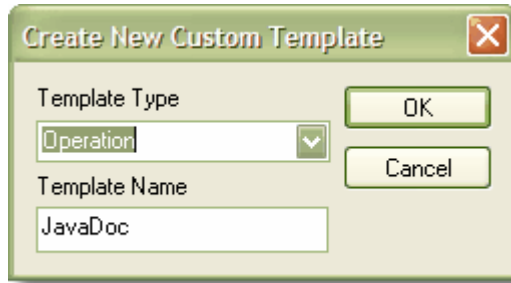 Create New Custom Template
Template Type
OK
Operation
Cancel
Template Name
JavaDoc